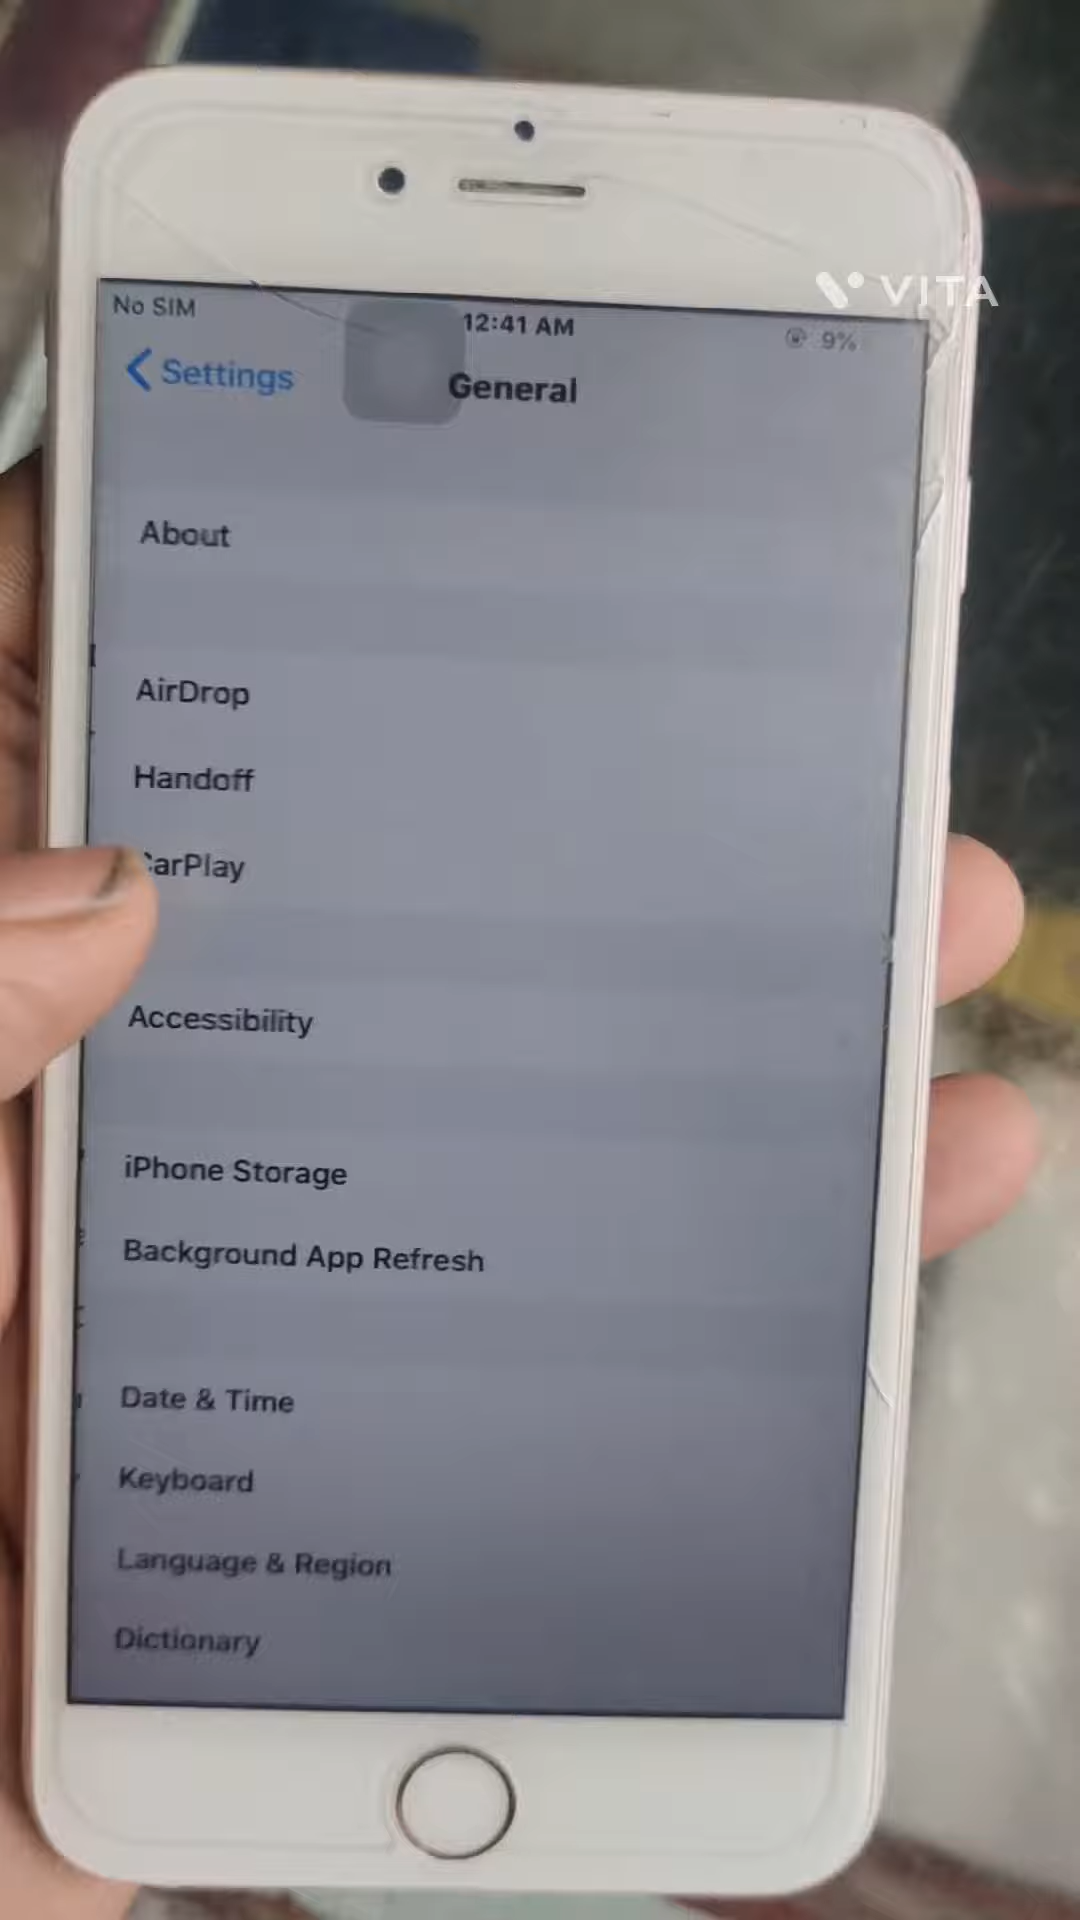 VITA
No SIM
12:41 AM
9%
Settings
General
About
AirDrop
Handoff
CarPlay
Accessibility
iPhone Storage
Background App Refresh
Date & Time
Keyboard
Language & Region
Dictionary